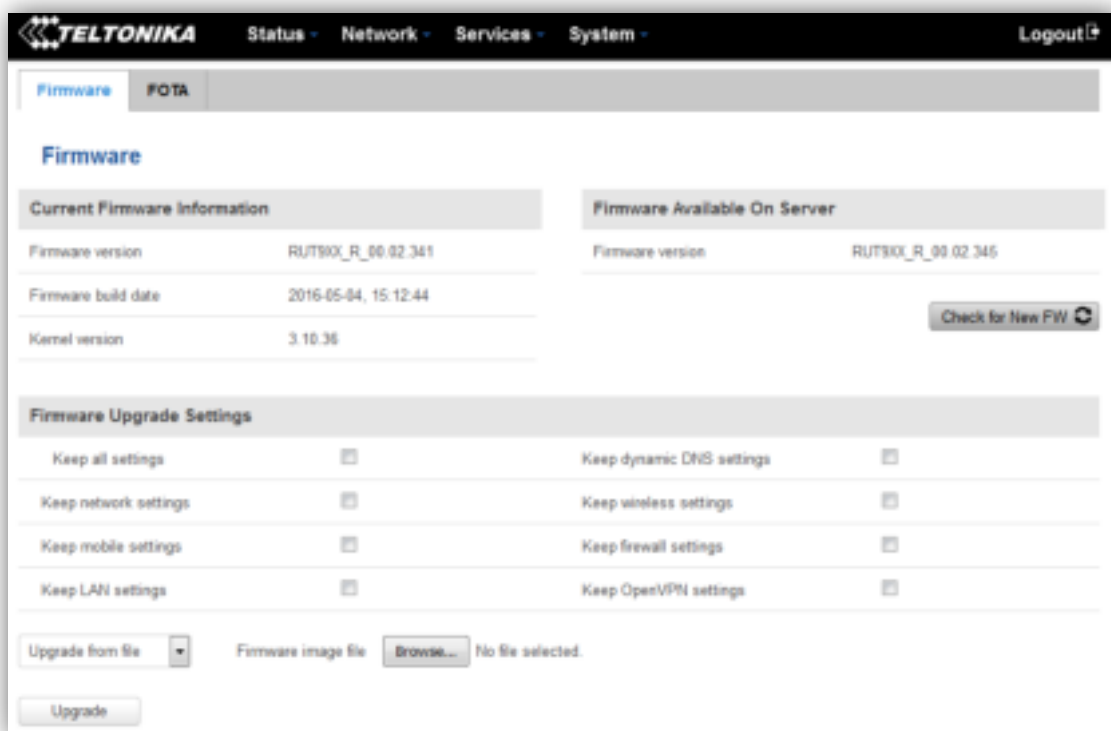 TELTONIKA Status Network Services System Logout
Firmware FOTA
Firmware
Current Firmware Information Firmware Available On Server
Firmware version RUT9XX_R_00.02.341 Firmware version RUT9XX_R_00.02.345
Firmware build date 2016-05-04, 15:12:44
Check for New FW
Kernel version 3.10.36
Firmware Upgrade Settings
Keep all settings Keep dynamic DNS settings
Keep network settings Keep wireless settings
Keep mobile settings Keep firewall settings
Keep LAN settings Keep OpenVPN settings
Upgrade from file Firmware image file Browse... No file selected.
Upgrade